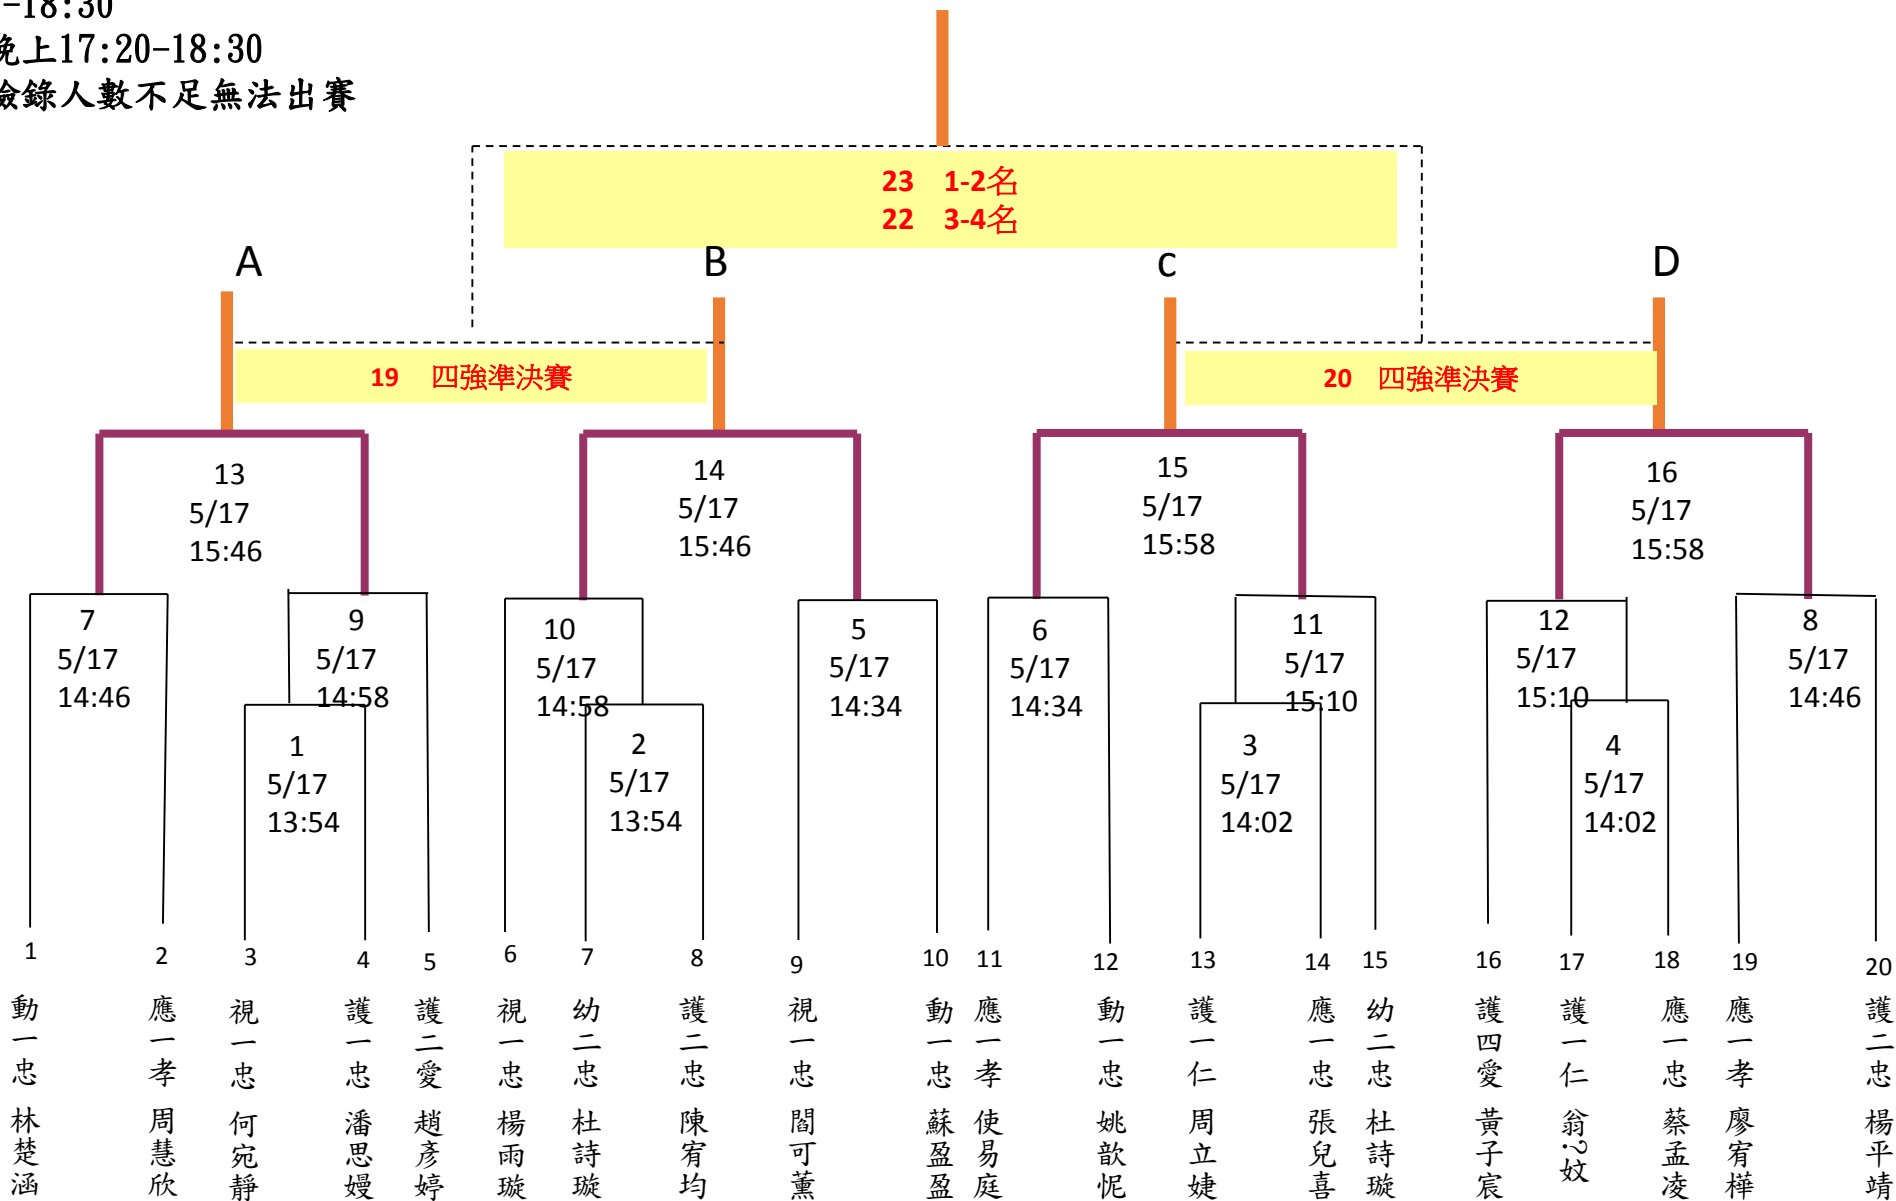 -18:30
晚上17:20-18:30
檢錄人數不足無法出賽
23 1-2名
22 3-4名
A
B
c
D
19 四強準決賽
20 四強準決賽
13
5/17
15:46
14
5/17
15:46
15
5/17
15:58
16
5/17
15:58
7
5/17
14:46
9
5/17
14:58
10
5/17
14:58
5
5/17
14:34
6
5/17
14:34
11
5/17
15:10
12
5/17
15:10
8
5/17
14:46
1
5/17
13:54
2
5/17
13:54
3
5/17
14:02
4
5/17
14:02
1
動一忠 林楚涵
2
應一孝 周慧欣
3
視一忠 何宛靜
4
護一忠 潘思嫚
5
護二愛 趙彥婷
6
視一忠 楊雨璇
7
幼二忠 杜詩璇
8
護二忠 陳宥均
9
視一忠 閻可薰
10
動一忠 蘇盈盈
11
應一孝 使易庭
12
動一忠 姚歆怩
13
護一仁 周立婕
14
應一忠 張兒喜
15
幼二忠 杜詩璇
16
護四愛 黃子宸
17
護一仁 翁?妏
18
應一忠 蔡孟凌
19
應一孝 廖宥樺
20
護二忠 楊平靖